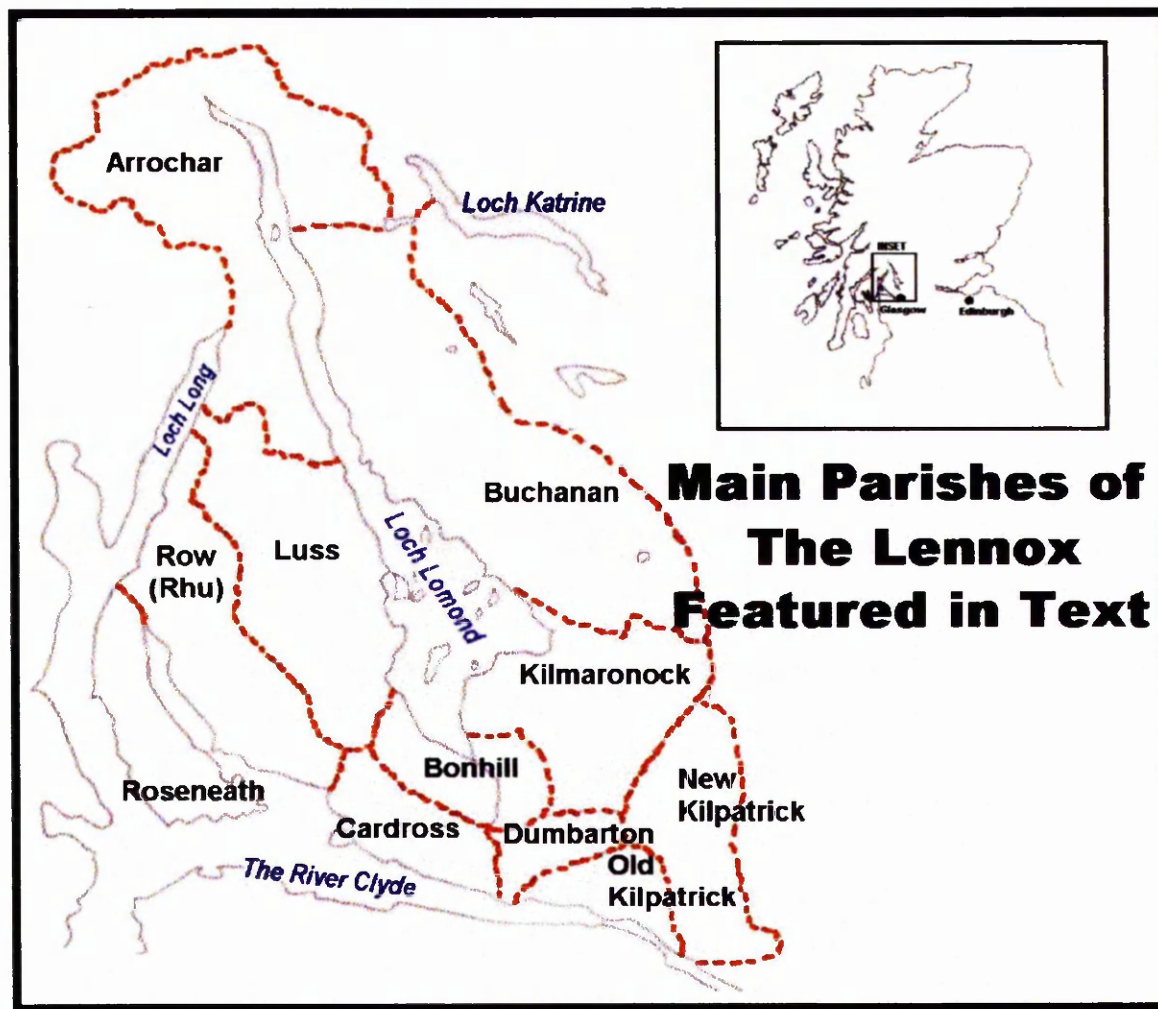 Arrochar
Loch Katrine
INSET
Glasgow
Edinburgh
Loch Long
Main Parishes of
The Lennox
Featured in Text
Buchanan
Loch Lomond
Row
(Rhu)
Luss
Kilmaronock
Roseneath
Bonhill
New
Kilpatrick
Cardross
Dumbarton
Old
Kilpatrick
The River Clyde